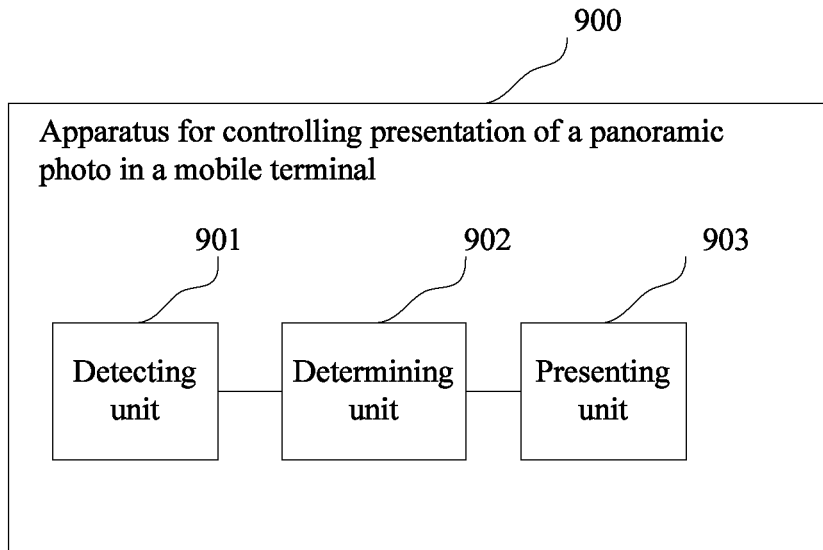 900
Apparatus for controlling presentation of a panoramic
photo in a mobile terminal
901
902
903
Detecting
unit
Determining
unit
Presenting
unit